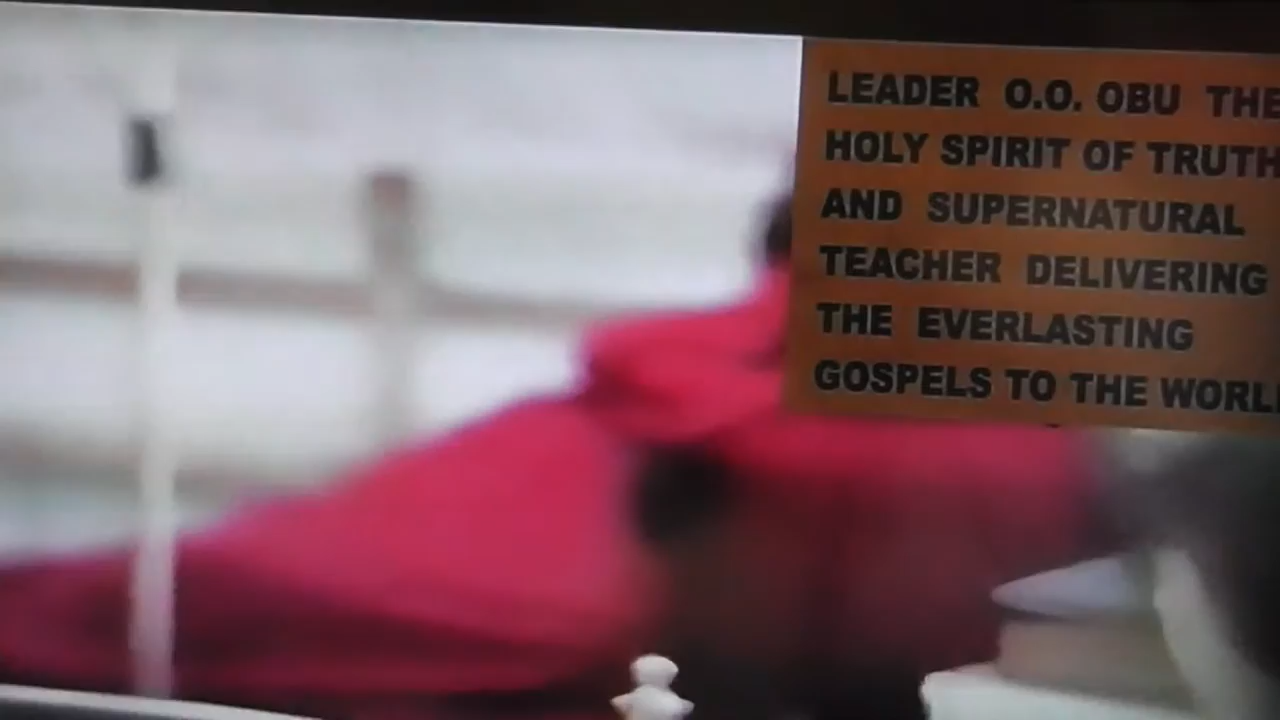 LEADER O.O. OBU THE
HOLY SPIRIT OF TRUTH
AND SUPERNATURAL
TEACHER DELIVERING
THE EVERLASTING
GOSPELS TO THE WORL